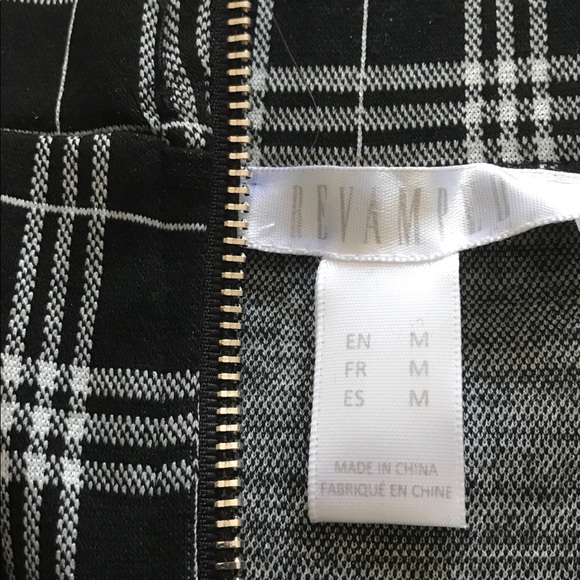 REVAMPED
EN M
FR M
ES M
MADE IN CHINA
FABRIQUÉ EN CHINE